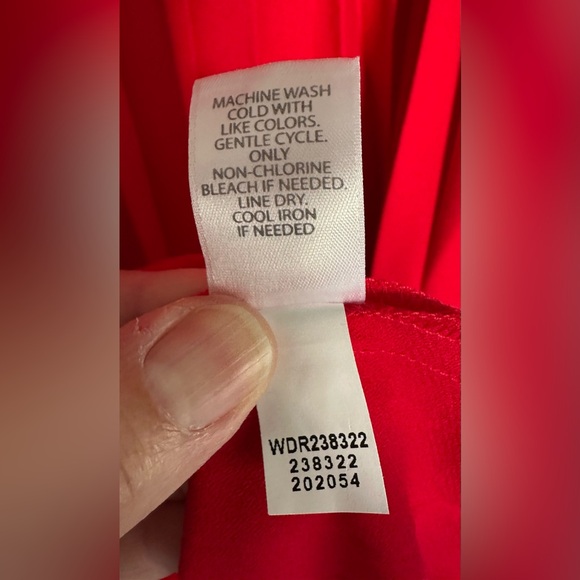 MACHINE WASH
COLD WITH
LIKE COLORS.
GENTLE CYCLE.
ONLY
NON-CHLORINE
BLEACH IF NEEDED.
LINE DRY.
COOL IRON
IF NEEDED
WDR238322
238322
202054